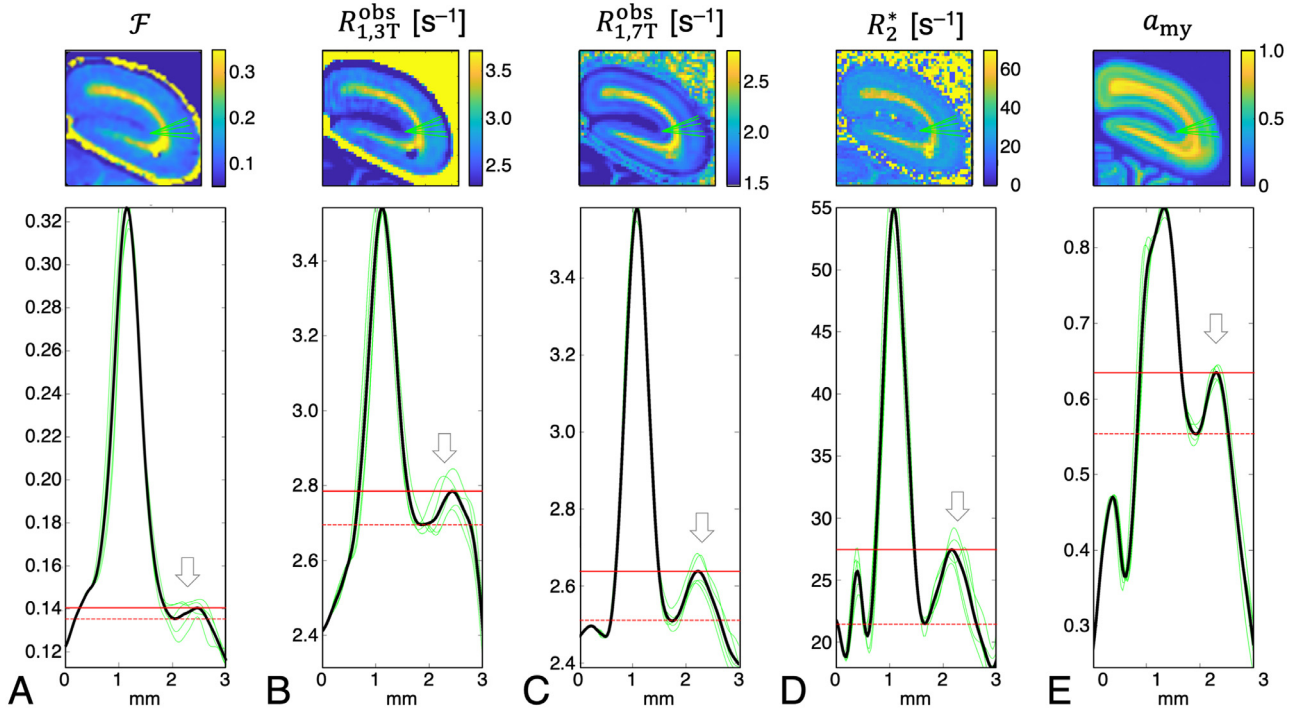 ℱ
R₁,₃Tᵒᵇˢ [s⁻¹]
R₁,₇Tᵒᵇˢ [s⁻¹]
R₂* [s⁻¹]
a_my
0.3
0.2
0.1
3.5
3.0
2.5
2.5
2.0
1.5
60
40
20
0
1.0
0.5
0
0.32
0.30
0.28
0.26
0.24
0.22
0.20
0.18
0.16
0.14
0.12
0 1 2 3
mm
A
3.4
3.2
3.0
2.8
2.6
2.4
0 1 2 3
mm
B
3.4
3.2
3.0
2.8
2.6
2.4
0 1 2 3
mm
C
55
50
45
40
35
30
25
20
0 1 2 3
mm
D
0.8
0.7
0.6
0.5
0.4
0.3
0 1 2 3
mm
E